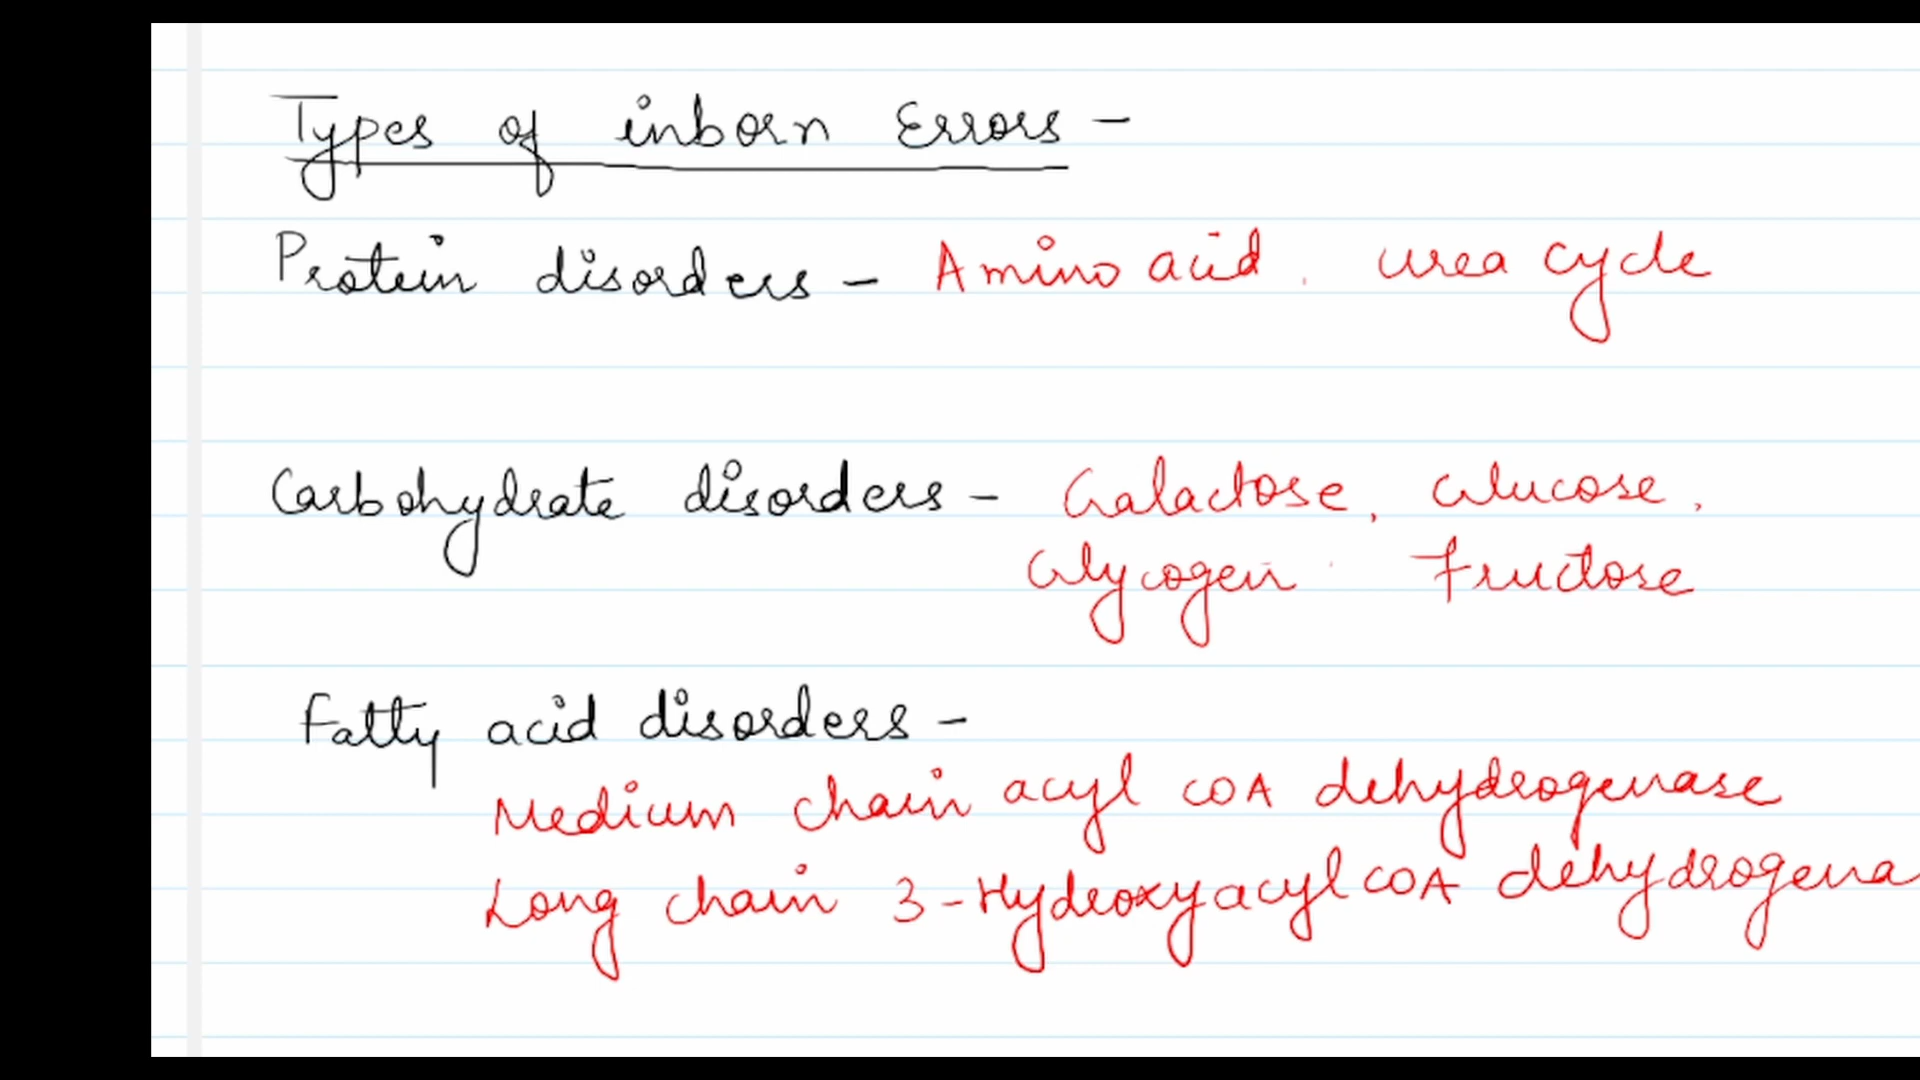 Types of inborn Errors -
Protein disorders - Amino acid, urea cycle
Carbohydrate disorders - Galactose, Glucose,
Glycogen, Fructose
Fatty acid disorders -
Medium chain acyl COA dehydrogenase
Long chain 3-Hydroxyacyl COA dehydrogena